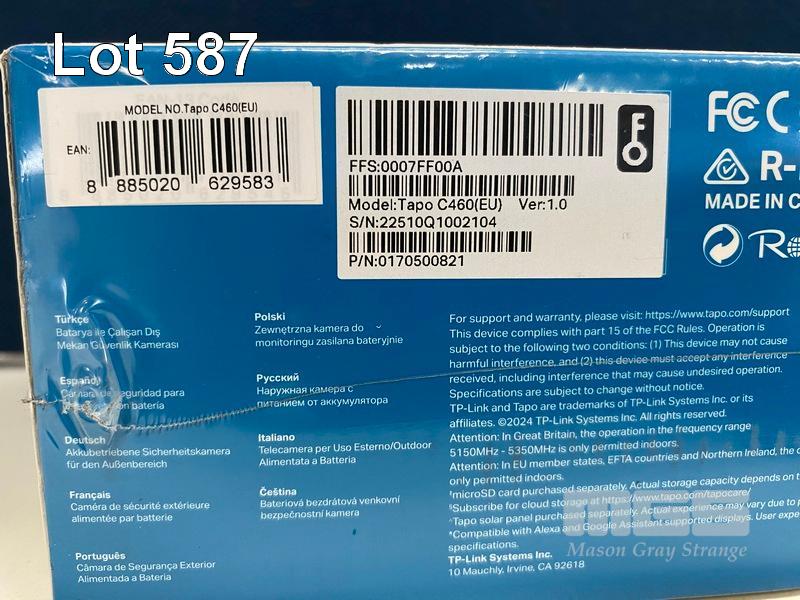 Lot 587
MODEL NO.Tapo C460(EU)
EAN:
8 885020 629583
FFS:0007FF00A
Model:Tapo C460(EU) Ver:1.0
S/N:22510Q1002104
P/N:0170500821
FC C
R-
MADE IN C
Türkçe
Batarya ile Çalışan Dış
Mekan Güvenlik Kamerası
Español
Cámara de seguridad para
con batería
Deutsch
Akkubetriebene Sicherheitskamera
für den Außenbereich
Français
Caméra de sécurité extérieure
alimentée par batterie
Português
Câmara de Segurança Exterior
Alimentada a Bateria
Polski
Zewnętrzna kamera do
monitoringu zasilana bateryjnie
Русский
Наружная камера с
питанием от аккумулятора
Italiano
Telecamera per Uso Esterno/Outdoor
Alimentata a Batteria
Čeština
Bateriová bezdrátová venkovní
bezpečnostní kamera
For support and warranty, please visit: https://www.tapo.com/support
This device complies with part 15 of the FCC Rules. Operation is
subject to the following two conditions: (1) This device may not cause
harmful interference, and (2) this device must accept any interference
received, including interference that may cause undesired operation.
Specifications are subject to change without notice.
TP-Link and Tapo are trademarks of TP-Link Systems Inc. or its
affiliates. ©2024 TP-Link Systems Inc. All rights reserved.
Attention: In Great Britain, the operation in the frequency range
5150MHz - 5350MHz is only permitted indoors.
Attention: In EU member states, EFTA countries and Northern Ireland, the
only permitted indoors.
†microSD card purchased separately. Actual storage capacity depends on
§Subscribe for cloud storage at https://www.tapo.com/tapocare/
^Tapo solar panel purchased separately. Actual experience may vary due to
*Compatible with Alexa and Google Assistant supported displays. User
specifications.
TP-Link Systems Inc.
10 Mauchly, Irvine, CA 92618
Mason Gray Strange